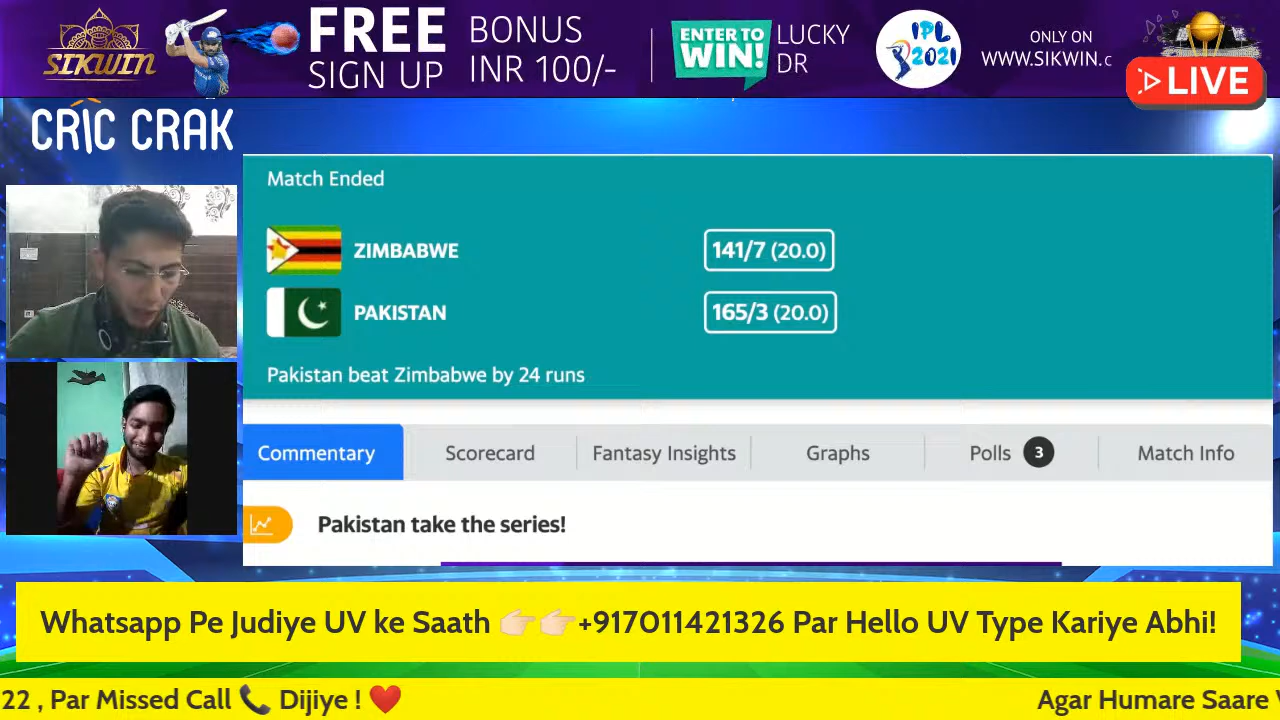 SIKWIN
FREE
SIGN UP
BONUS
INR 100/-
ENTER TO
WIN!
LUCKY
DR
IPL
2021
ONLY ON
WWW.SIKWIN.c
LIVE
CRIC CRAK
Match Ended
ZIMBABWE 141/7 (20.0)
PAKISTAN 165/3 (20.0)
Pakistan beat Zimbabwe by 24 runs
Commentary Scorecard Fantasy Insights Graphs Polls 3 Match Info
Pakistan take the series!
Whatsapp Pe Judiye UV ke Saath 👉🏻👉🏻+917011421326 Par Hello UV Type Kariye Abhi!
22 , Par Missed Call 📞 Dijiye ! ❤️ Agar Humare Saare